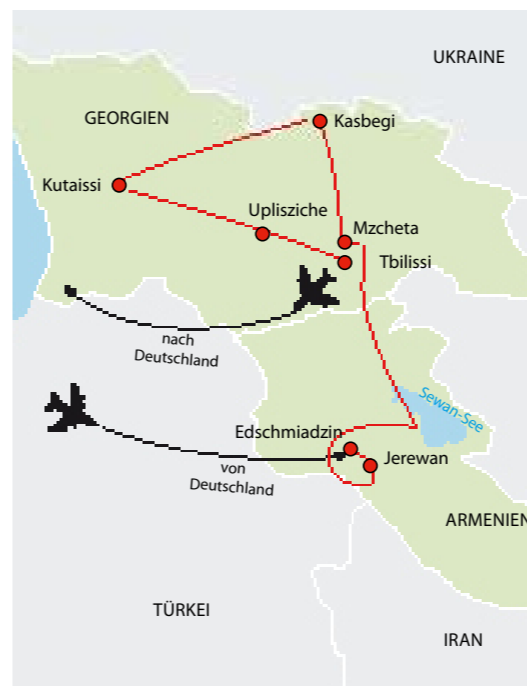 UKRAINE
GEORGIEN
Kasbegi
Kutaissi
Uplisziche
Mzcheta
Tbilissi
nach
Deutschland
Sewan-See
Edschmiadzin
Jerewan
von
Deutschland
ARMENIEN
TÜRKEI
IRAN